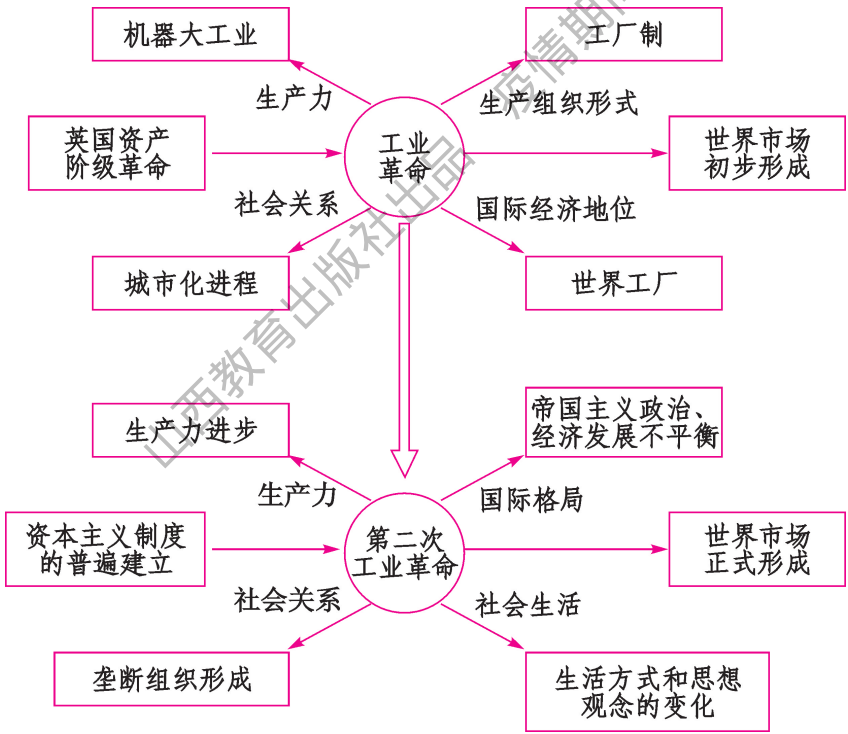 机器大工业
工厂制
生产力
生产组织形式
英国资产
阶级革命
工业
革命
世界市场
初步形成
社会关系
国际经济地位
城市化进程
世界工厂
生产力进步
帝国主义政治、
经济发展不平衡
生产力
国际格局
资本主义制度
的普遍建立
第二次
工业革命
世界市场
正式形成
社会关系
社会生活
垄断组织形成
生活方式和思想
观念的变化
山西教育出版社出品 疫情期